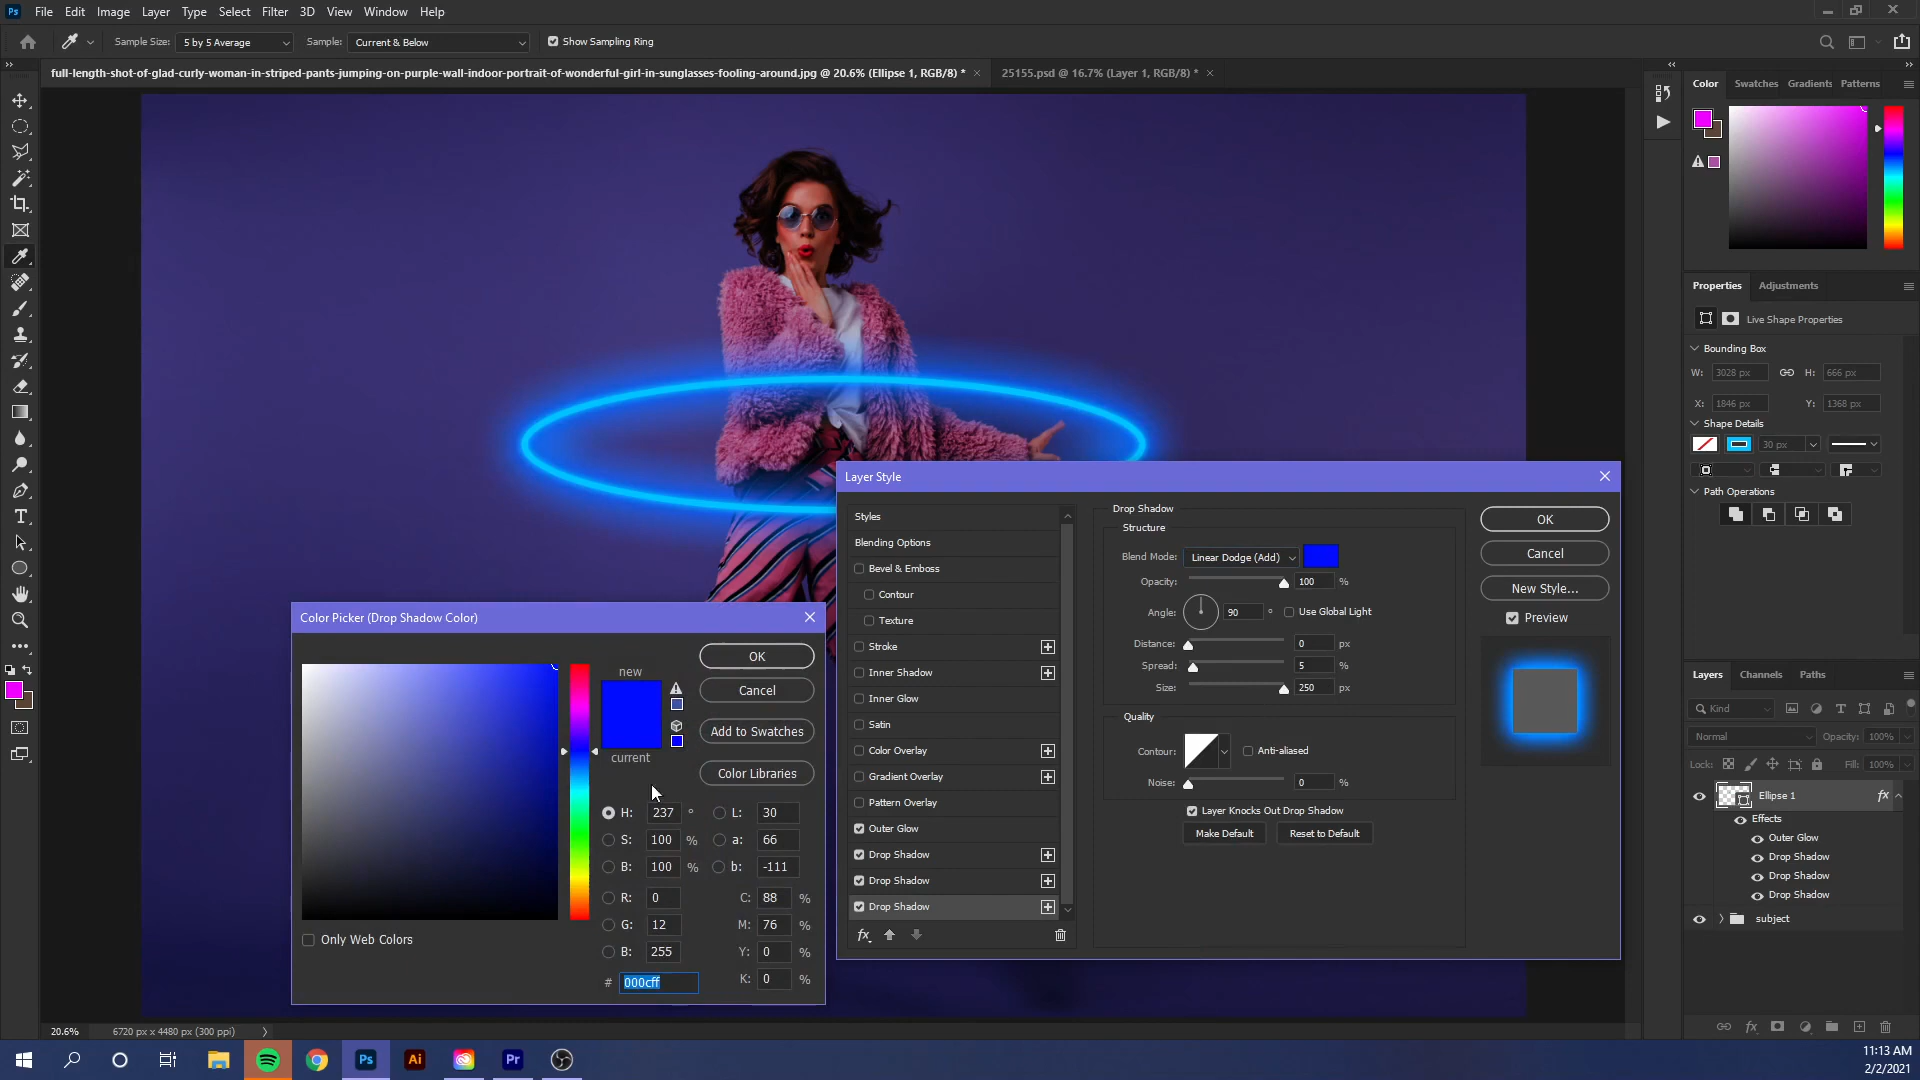 Ps File Edit Image Layer Type Select Filter 3D View Window Help
Sample Size: 5 by 5 Average Sample: Current & Below Show Sampling Ring
full-length-shot-of-glad-curly-woman-in-striped-pants-jumping-on-purple-wall-indoor-portrait-of-wonderful-girl-in-sunglasses-fooling-around.jpg @ 20.6% (Ellipse 1, RGB/8) * 25155.psd @ 16.7% (Layer 1, RGB/8) *
Color Swatches Gradients Patterns
Properties Adjustments
Live Shape Properties
Bounding Box
W: 3028 px H: 666 px
X: 1846 px Y: 1368 px
Shape Details
30 px
Path Operations
Layer Style
Styles
Blending Options
Bevel & Emboss
Contour
Texture
Stroke
Inner Shadow
Inner Glow
Satin
Color Overlay
Gradient Overlay
Pattern Overlay
Outer Glow
Drop Shadow
Drop Shadow
Drop Shadow
fx
Drop Shadow
Structure
Blend Mode: Linear Dodge (Add)
Opacity: 100 %
Angle: 90 ° Use Global Light
Distance: 0 px
Spread: 5 %
Size: 250 px
Quality
Contour: Anti-aliased
Noise: 0 %
Layer Knocks Out Drop Shadow
Make Default Reset to Default
OK
Cancel
New Style...
Preview
Color Picker (Drop Shadow Color)
new
current
OK
Cancel
Add to Swatches
Color Libraries
H: 237 ° L: 30
S: 100 % a: 66
B: 100 % b: -111
R: 0 C: 88 %
G: 12 M: 76 %
B: 255 Y: 0 %
# 000cff K: 0 %
Only Web Colors
Layers Channels Paths
Kind
Normal Opacity: 100%
Lock: Fill: 100%
Ellipse 1 fx
Effects
Outer Glow
Drop Shadow
Drop Shadow
Drop Shadow
subject
fx
20.6% 6720 px x 4480 px (300 ppi)
Ps Ai Pr
11:13 AM
2/2/2021